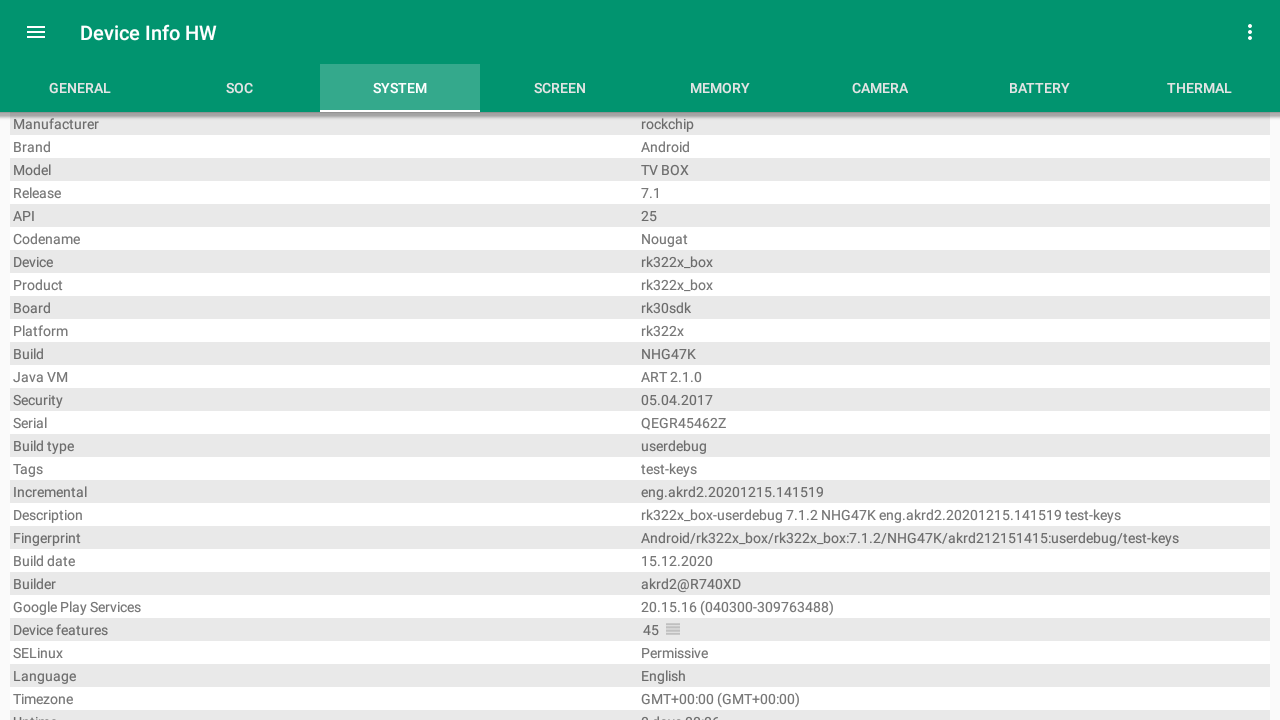 Device Info HW
GENERAL SOC SYSTEM SCREEN MEMORY CAMERA BATTERY THERMAL
Manufacturer rockchip
Brand Android
Model TV BOX
Release 7.1
API 25
Codename Nougat
Device rk322x_box
Product rk322x_box
Board rk30sdk
Platform rk322x
Build NHG47K
Java VM ART 2.1.0
Security 05.04.2017
Serial QEGR45462Z
Build type userdebug
Tags test-keys
Incremental eng.akrd2.20201215.141519
Description rk322x_box-userdebug 7.1.2 NHG47K eng.akrd2.20201215.141519 test-keys
Fingerprint Android/rk322x_box/rk322x_box:7.1.2/NHG47K/akrd212151415:userdebug/test-keys
Build date 15.12.2020
Builder akrd2@R740XD
Google Play Services 20.15.16 (040300-309763488)
Device features 45
SELinux Permissive
Language English
Timezone GMT+00:00 (GMT+00:00)